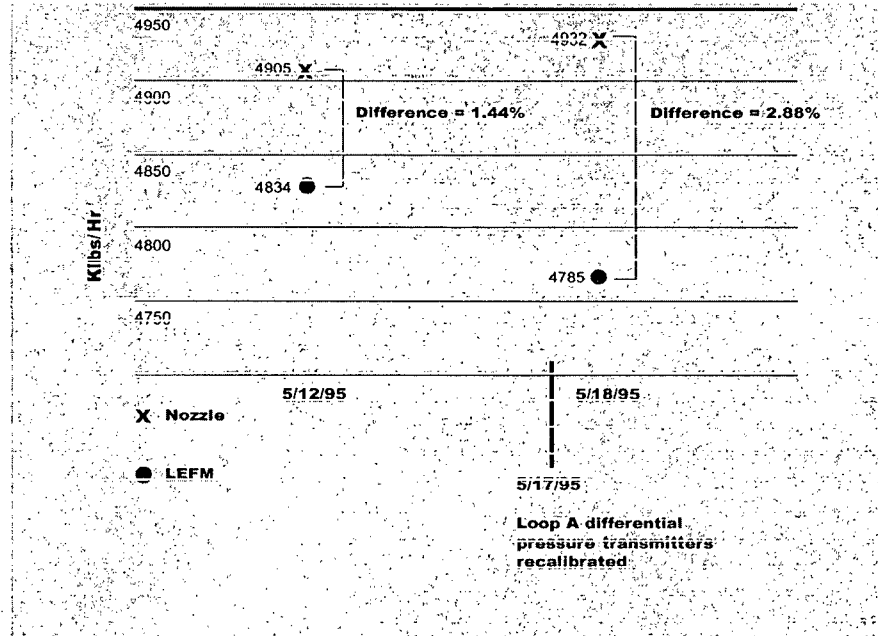 4950
4932
4905
4900
Difference = 1.44%
Difference = 2.88%
4850
4834
4800
4785
Klbs/Hr
4750
5/12/95
5/18/95
X Nozzle
LEFM
5/17/95
Loop A differential
pressure transmitters
recalibrated